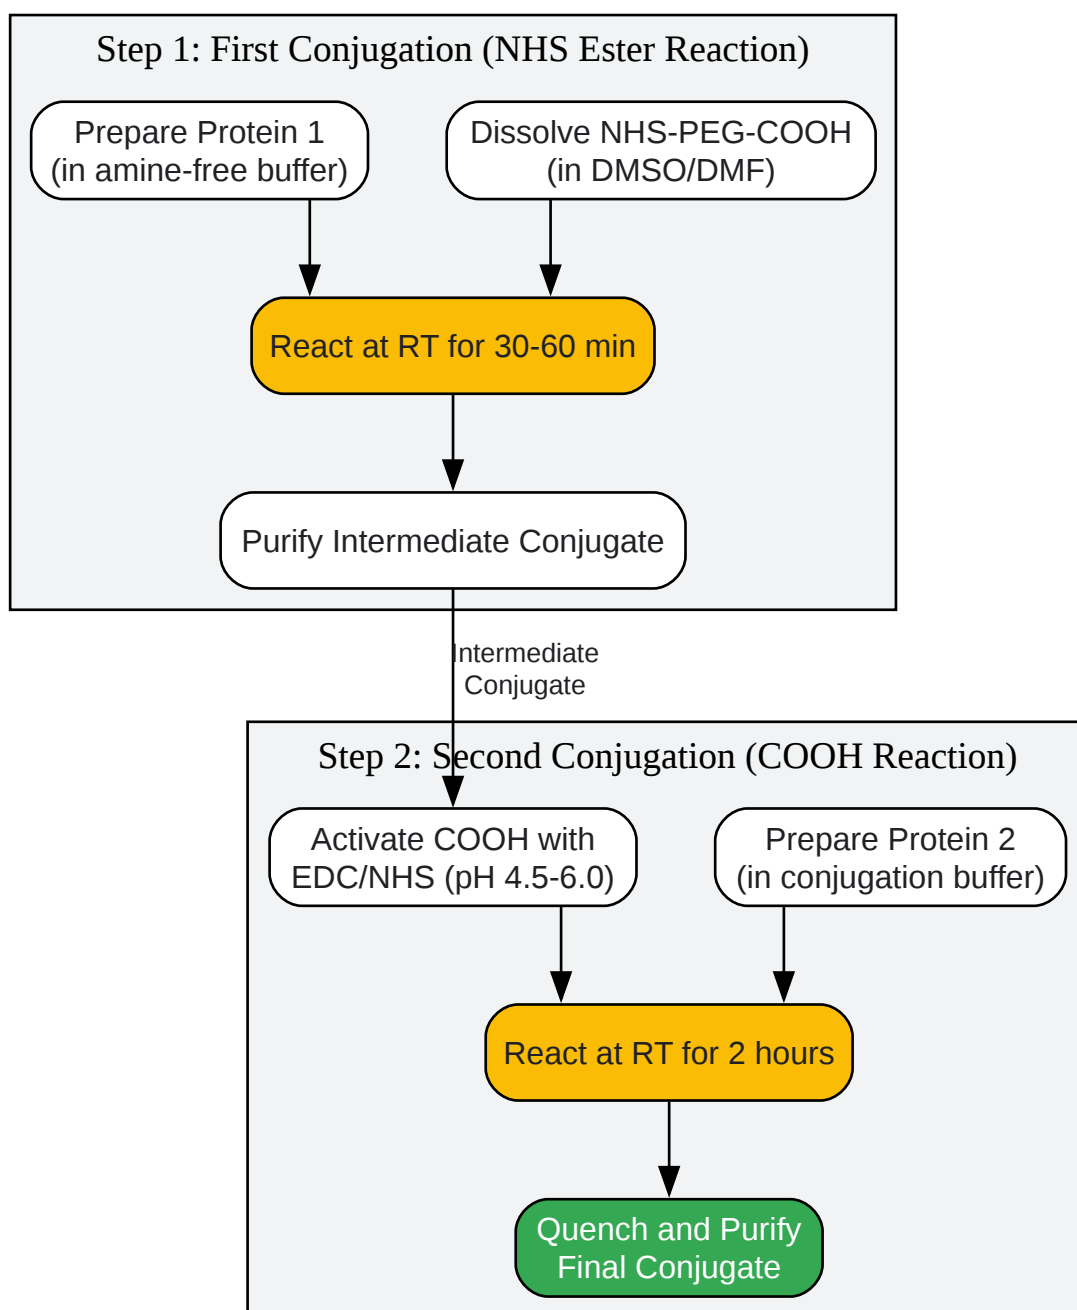 Step 1: First Conjugation (NHS Ester Reaction)
Prepare Protein 1
(in amine-free buffer)
Dissolve NHS-PEG-COOH
(in DMSO/DMF)
React at RT for 30-60 min
Purify Intermediate Conjugate
Intermediate
Conjugate
Step 2: Second Conjugation (COOH Reaction)
Activate COOH with
EDC/NHS (pH 4.5-6.0)
Prepare Protein 2
(in conjugation buffer)
React at RT for 2 hours
Quench and Purify
Final Conjugate